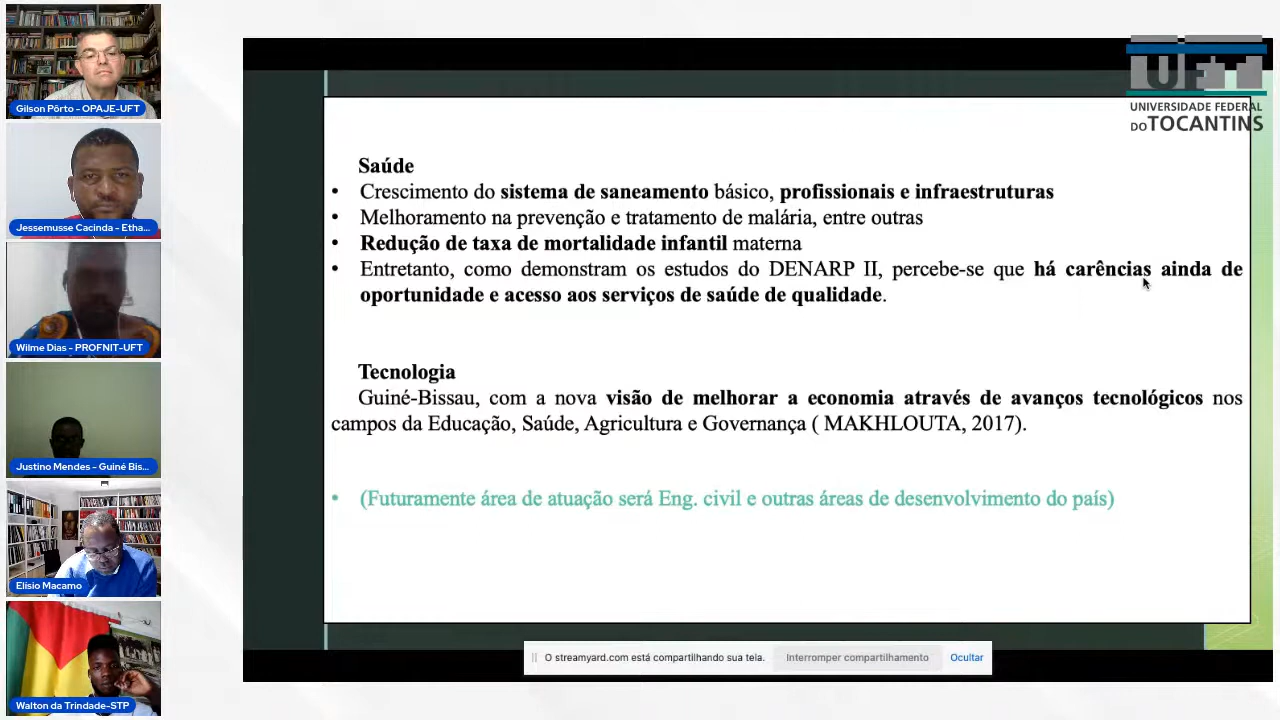 Gilson Pôrto - OPAJE-UFT
Jessemusse Cacinda - Etha...
Wilme Dias - PROFNIT-UFT
Justino Mendes - Guiné Bis...
Elísio Macamo
Walton da Trindade-STP
UFT
UNIVERSIDADE FEDERAL
DO TOCANTINS
Saúde
• Crescimento do sistema de saneamento básico, profissionais e infraestruturas
• Melhoramento na prevenção e tratamento de malária, entre outras
• Redução de taxa de mortalidade infantil materna
• Entretanto, como demonstram os estudos do DENARP II, percebe-se que há carências ainda de
oportunidade e acesso aos serviços de saúde de qualidade.
Tecnologia
Guiné-Bissau, com a nova visão de melhorar a economia através de avanços tecnológicos nos
campos da Educação, Saúde, Agricultura e Governança ( MAKHLOUTA, 2017).
• (Futuramente área de atuação será Eng. civil e outras áreas de desenvolvimento do país)
O streamyard.com está compartilhando sua tela.
Interromper compartilhamento
Ocultar